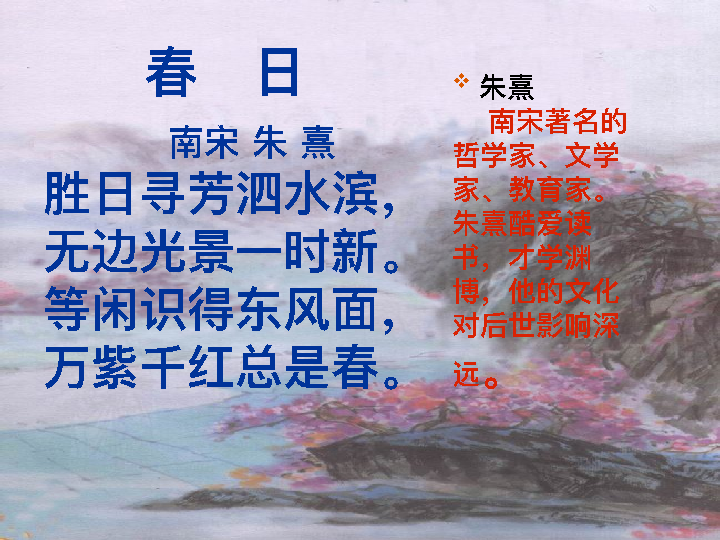 春 日
南宋 朱 熹
胜日寻芳泗水滨，
无边光景一时新。
等闲识得东风面，
万紫千红总是春。
❖ 朱熹
南宋著名的
哲学家、文学
家、教育家。
朱熹酷爱读
书，才学渊
博，他的文化
对后世影响深
远。